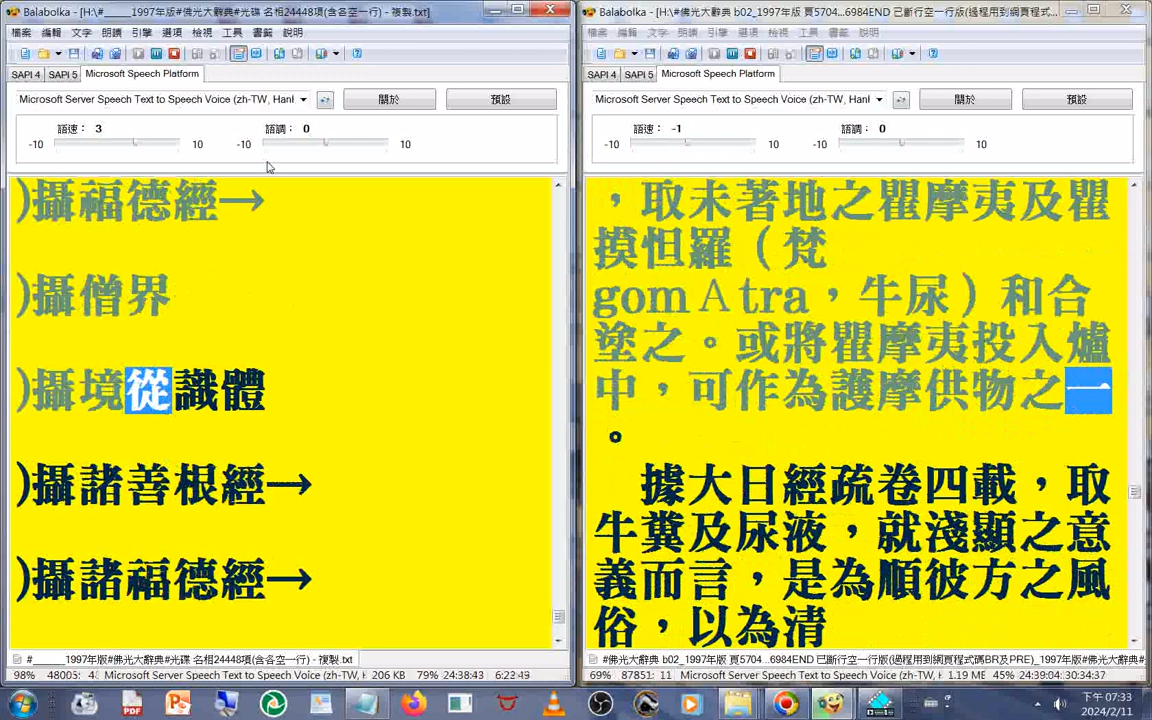 Balabolka - [H:\#_____1997年版#佛光大辭典#光碟 名相24448項(含各空一行) - 複製.txt]
檔案 編輯 文字 朗讀 引擎 選項 檢視 工具 書籤 說明
SAPI 4 SAPI 5 Microsoft Speech Platform
Microsoft Server Speech Text to Speech Voice (zh-TW, Hanl
關於
預設
語速： 3
語調： 0
-10 10 -10 10
)攝福德經→
)攝僧界
)攝境從識體
)攝諸善根經→
)攝諸福德經→
#_____1997年版#佛光大辭典#光碟 名相24448項(含各空一行) - 複製.txt
98% 48005: 4 Microsoft Server Speech Text to Speech Voice (zh-TW, H 206 KB 79% 24:38:43 6:22:49
Balabolka - [H:\#佛光大辭典 b02_1997年版 頁5704...6984END 已斷行空一行版(過程用到網頁程式...
檔案 編輯 文字 朗讀 引擎 選項 檢視 工具 書籤 說明
SAPI 4 SAPI 5 Microsoft Speech Platform
Microsoft Server Speech Text to Speech Voice (zh-TW, Hanl
關於
預設
語速： -1
語調： 0
-10 10 -10 10
，取未著地之瞿摩夷及瞿
摸怛羅（梵
gomＡtra，牛尿）和合
塗之。或將瞿摩夷投入爐
中，可作為護摩供物之一
。
據大日經疏卷四載，取
牛糞及尿液，就淺顯之意
義而言，是為順彼方之風
俗，以為清
#佛光大辭典 b02_1997年版 頁5704...6984END 已斷行空一行版(過程用到網頁程式碼BR及PRE)_1997年版#佛光大辭典#
69% 87851: 11 Microsoft Server Speech Text to Speech Voice (zh-TW, H 1.19 MB 45% 24:39:04:30:34:37
下午 07:33
2024/2/11